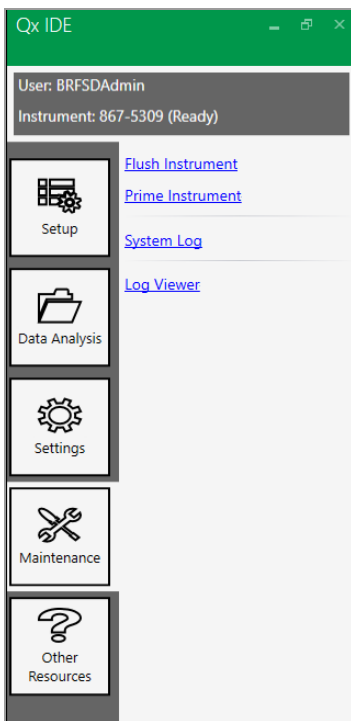 Qx IDE
User: BRFSDAdmin
Instrument: 867-5309 (Ready)
Setup
Data Analysis
Settings
Maintenance
Other
Resources
Flush Instrument
Prime Instrument
System Log
Log Viewer